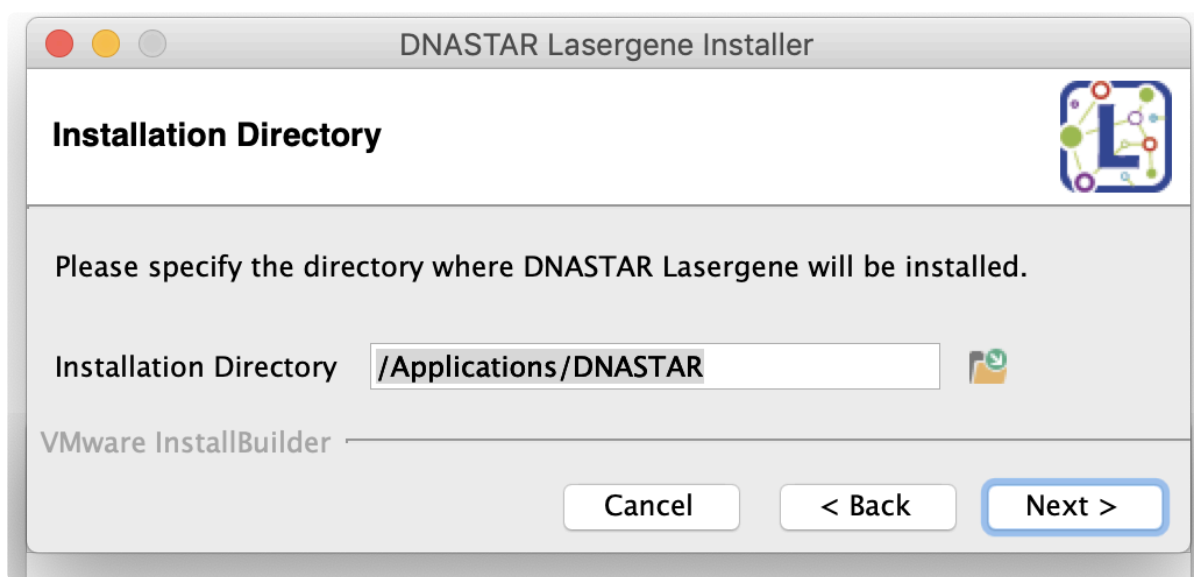 DNASTAR Lasergene Installer
Installation Directory
L
Please specify the directory where DNASTAR Lasergene will be installed.
Installation Directory /Applications/DNASTAR
VMware InstallBuilder
Cancel < Back Next >